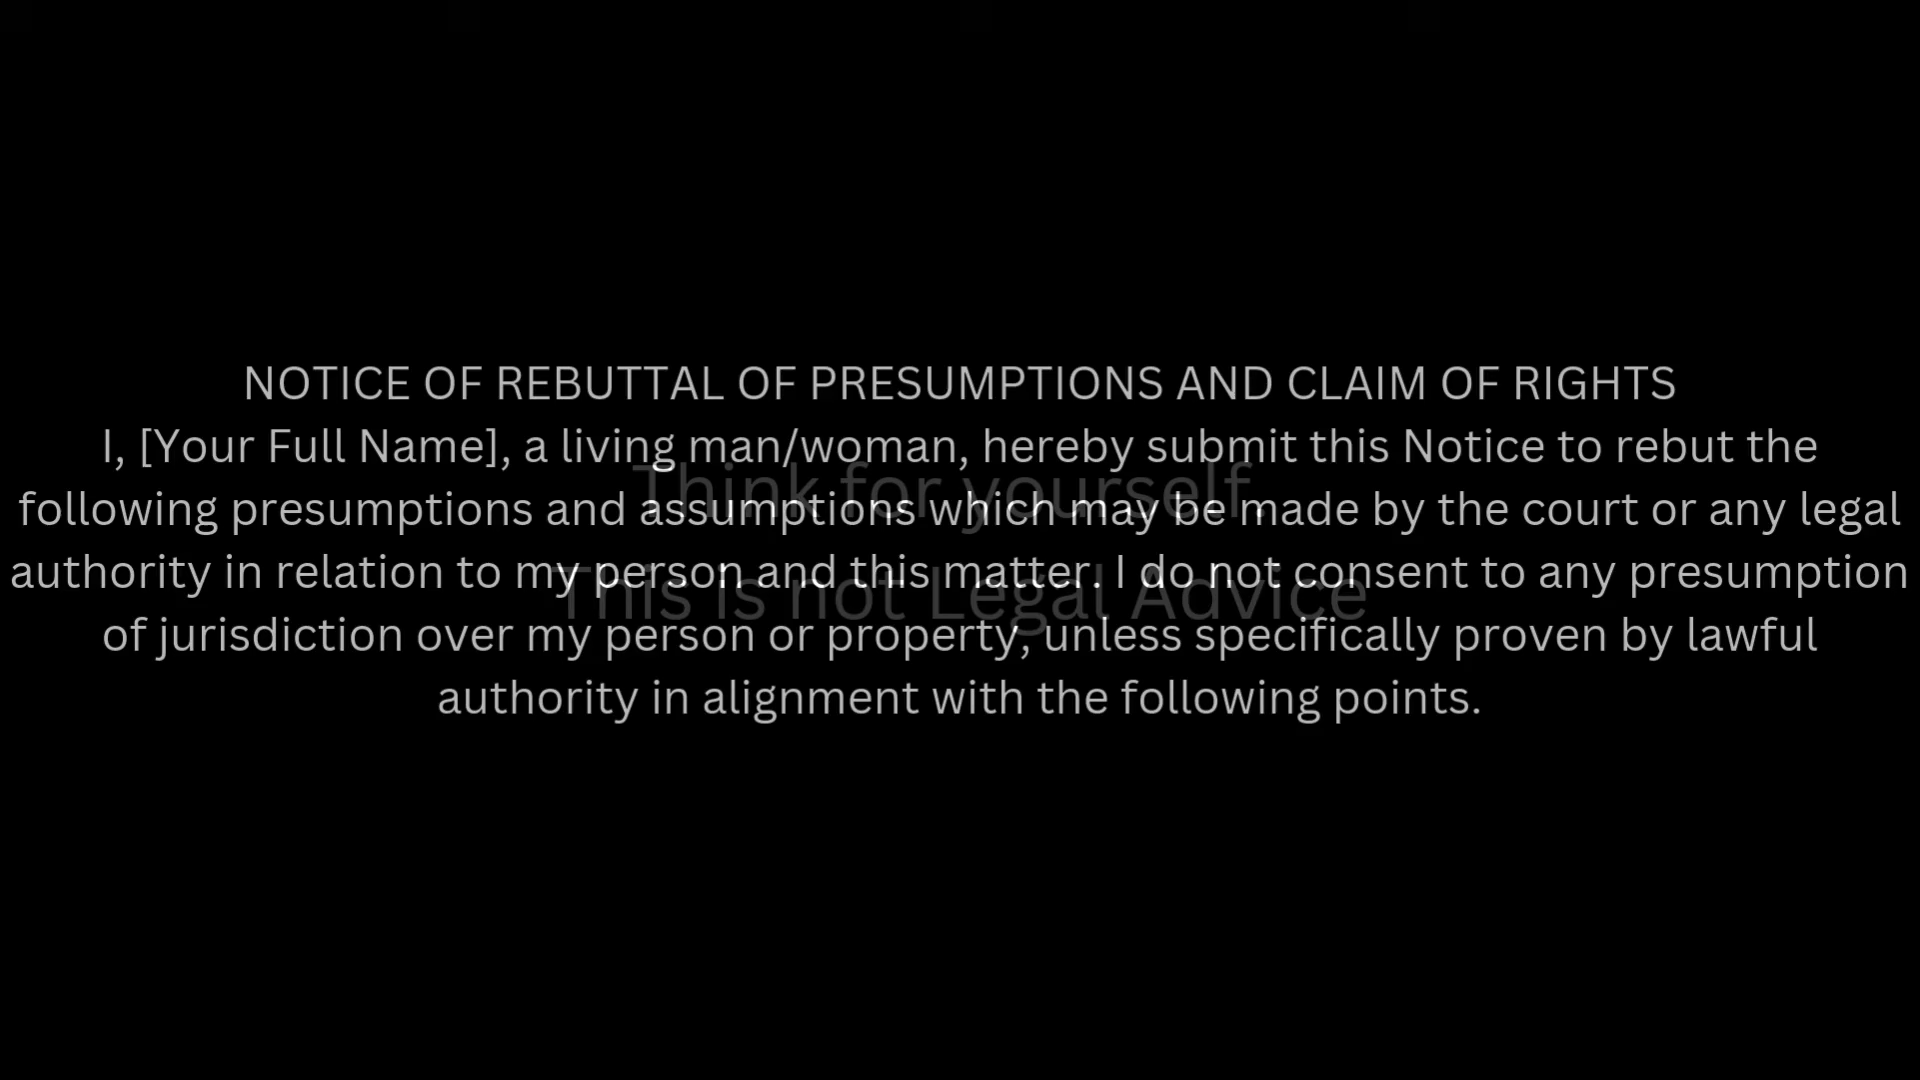 NOTICE OF REBUTTAL OF PRESUMPTIONS AND CLAIM OF RIGHTS
I, [Your Full Name], a living man/woman, hereby submit this Notice to rebut the
Think for yourself.
following presumptions and assumptions which may be made by the court or any legal
authority in relation to my person and this matter. I do not consent to any presumption
This is not Legal Advice
of jurisdiction over my person or property, unless specifically proven by lawful
authority in alignment with the following points.